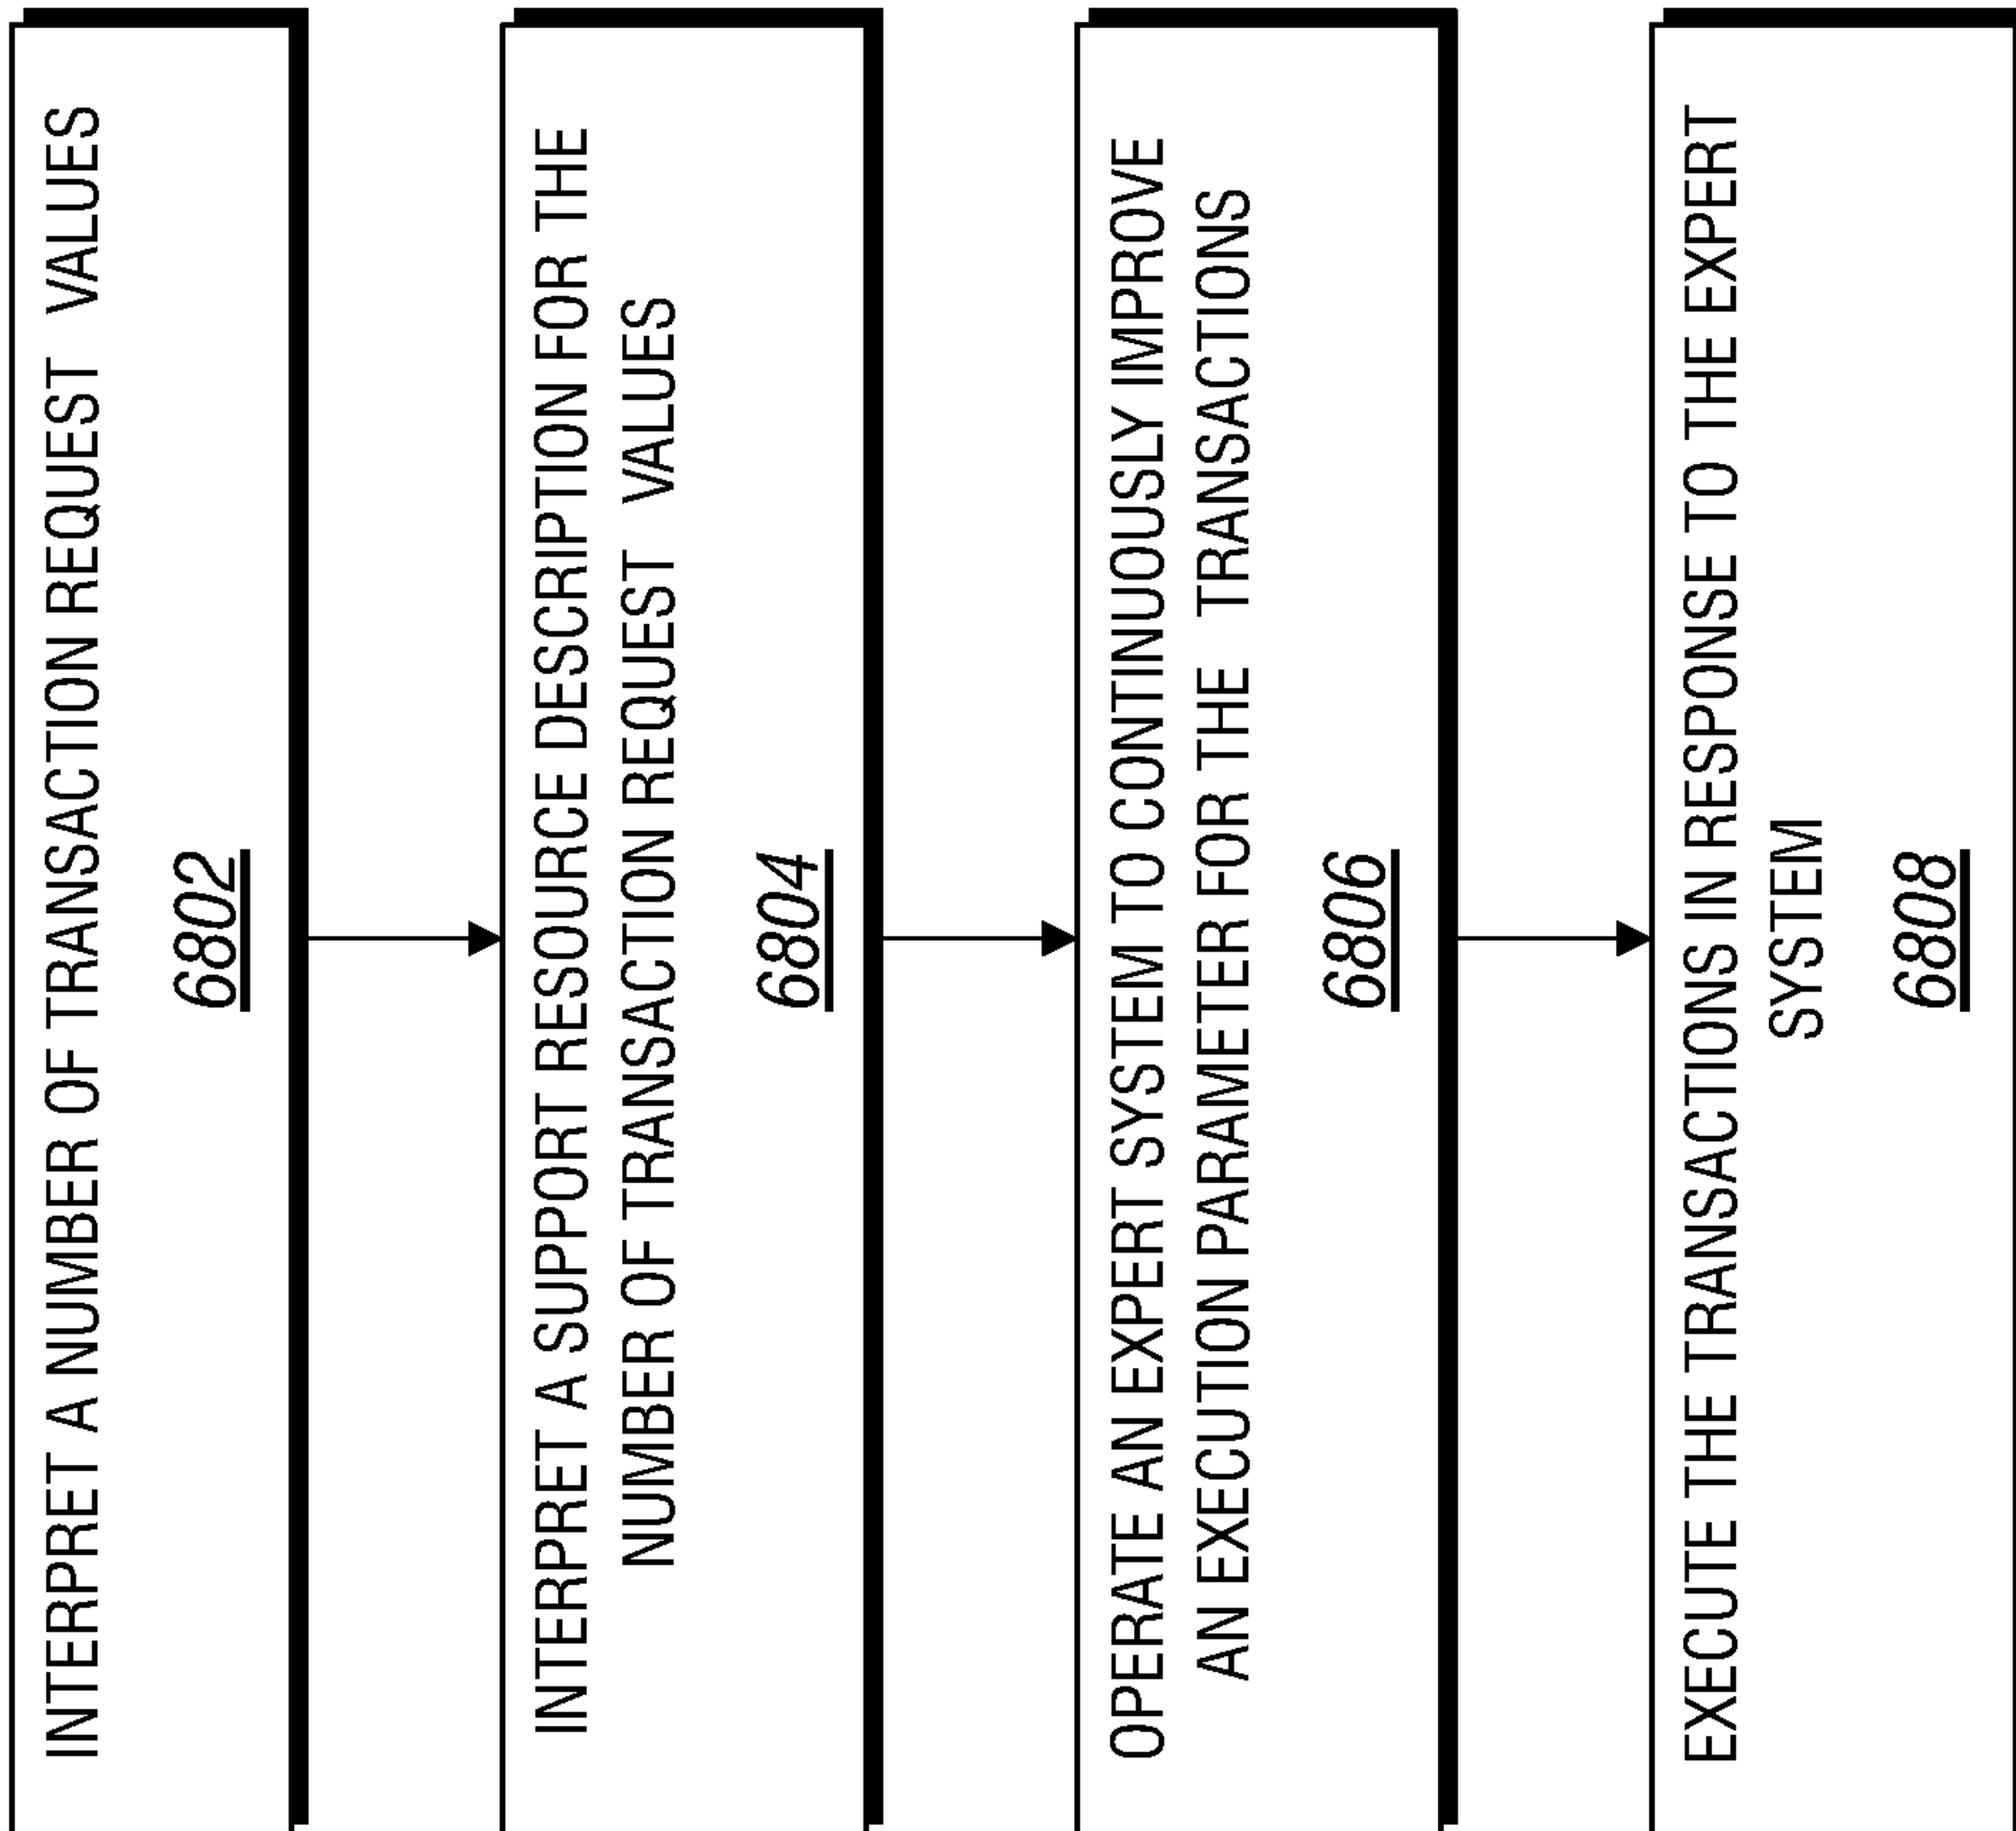 INTERPRET A NUMBER OF TRANSACTION REQUEST VALUES
6802
INTERPRET A SUPPORT RESOURCE DESCRIPTION FOR THE
NUMBER OF TRANSACTION REQUEST VALUES
6804
OPERATE AN EXPERT SYSTEM TO CONTINUOUSLY IMPROVE
AN EXECUTION PARAMETER FOR THE TRANSACTIONS
6806
EXECUTE THE TRANSACTIONS IN RESPONSE TO THE EXPERT
SYSTEM
6808